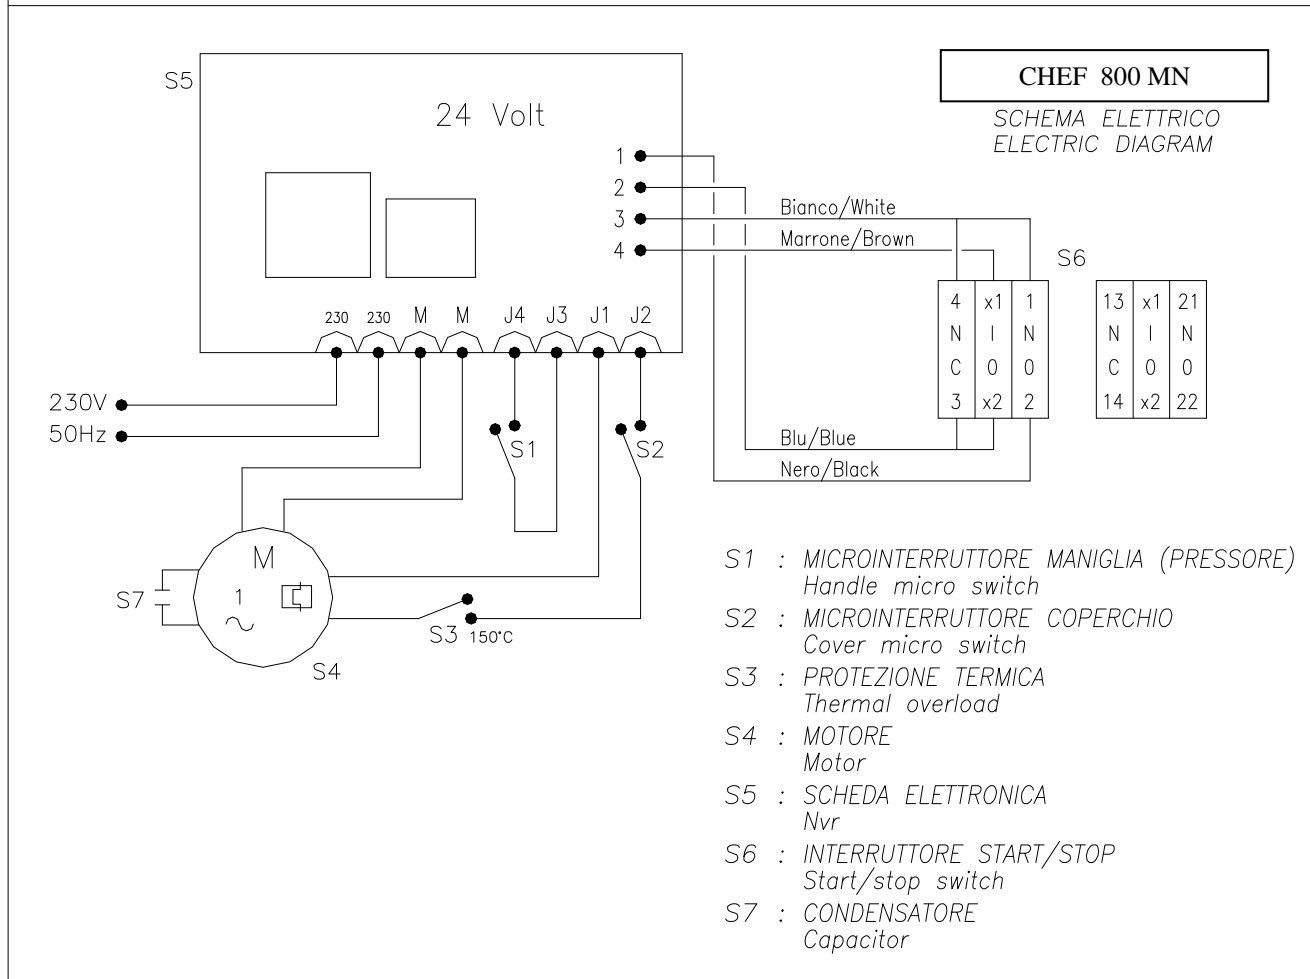 CHEF 800 MN
SCHEMA ELETTRICO
ELECTRIC DIAGRAM
S5
24 Volt
1
2
3
4
Bianco/White
Marrone/Brown
S6
4 x1 1
N I N
C 0 0
3 x2 2
13 x1 21
N I N
C 0 0
14 x2 22
230 230 M M J4 J3 J1 J2
230V
50Hz
S1
S2
Blu/Blue
Nero/Black
M
1
S7
S3 150°C
S4
S1 : MICROINTERRUTTORE MANIGLIA (PRESSORE)
Handle micro switch
S2 : MICROINTERRUTTORE COPERCHIO
Cover micro switch
S3 : PROTEZIONE TERMICA
Thermal overload
S4 : MOTORE
Motor
S5 : SCHEDA ELETTRONICA
Nvr
S6 : INTERRUTTORE START/STOP
Start/stop switch
S7 : CONDENSATORE
Capacitor